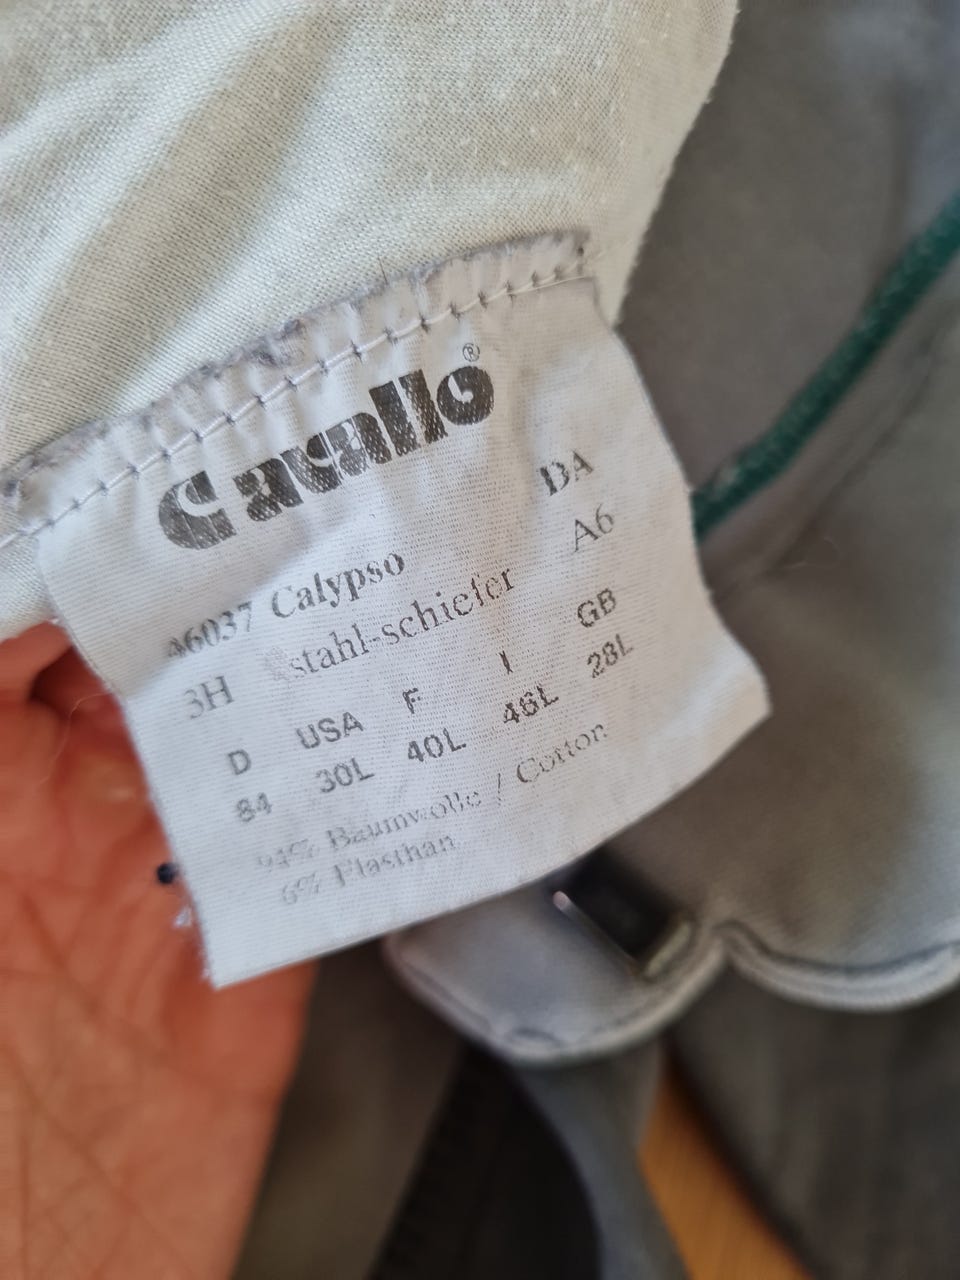 Cavallo®
DA
46037 Calypso A6
3H stahl-schiefer
D USA F I GB
84 30L 40L 46L 28L
94% Baumwolle / Cotton
6% Elasthan